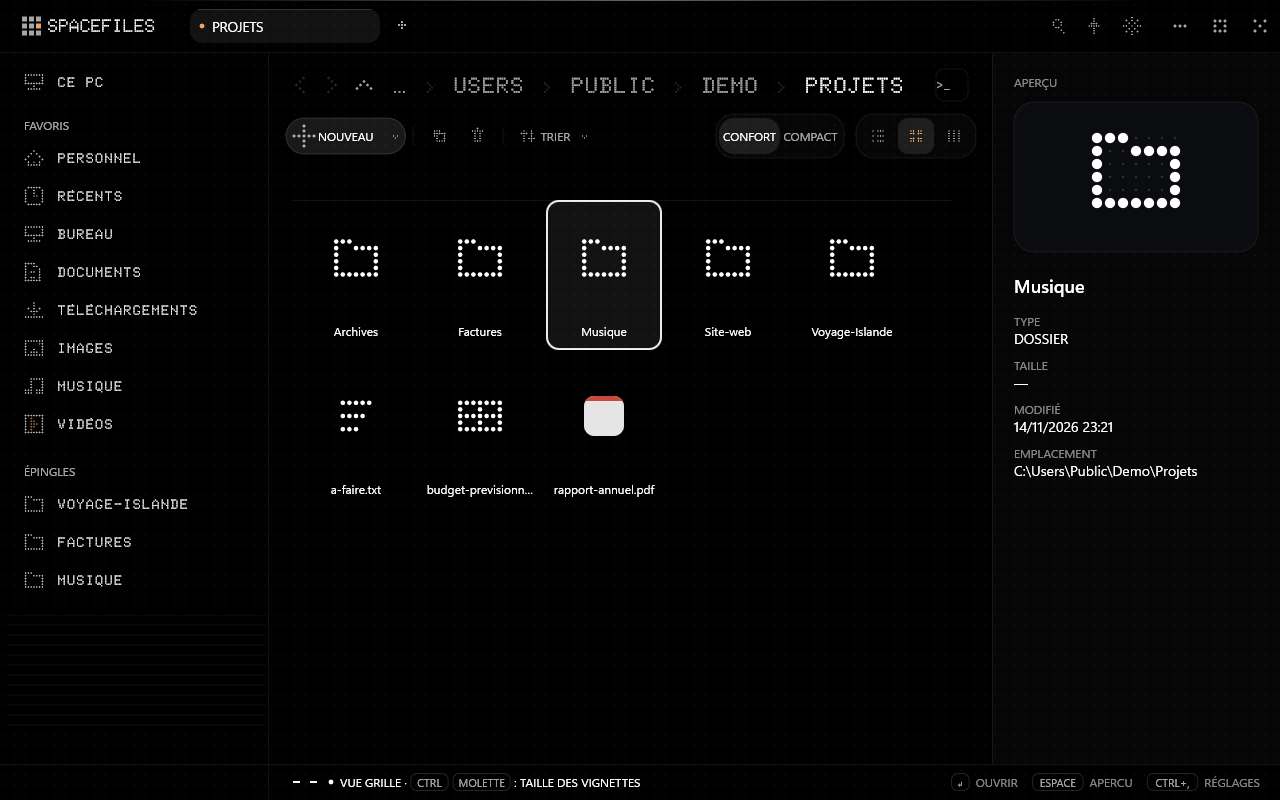 SPACEFILES
PROJETS
CE PC
FAVORIS
PERSONNEL
RÉCENTS
BUREAU
DOCUMENTS
TÉLÉCHARGEMENTS
IMAGES
MUSIQUE
VIDÉOS
ÉPINGLES
VOYAGE-ISLANDE
FACTURES
MUSIQUE
... > USERS > PUBLIC > DEMO > PROJETS >_
NOUVEAU TRIER CONFORT COMPACT
Archives Factures Musique Site-web Voyage-Islande
a-faire.txt budget-prévisionn... rapport-annuel.pdf
APERÇU
Musique
TYPE
DOSSIER
TAILLE
—
MODIFIÉ
14/11/2026 23:21
EMPLACEMENT
C:\Users\Public\Demo\Projets
VUE GRILLE · CTRL MOLETTE : TAILLE DES VIGNETTES
↲ OUVRIR ESPACE APERCU CTRL+, RÉGLAGES